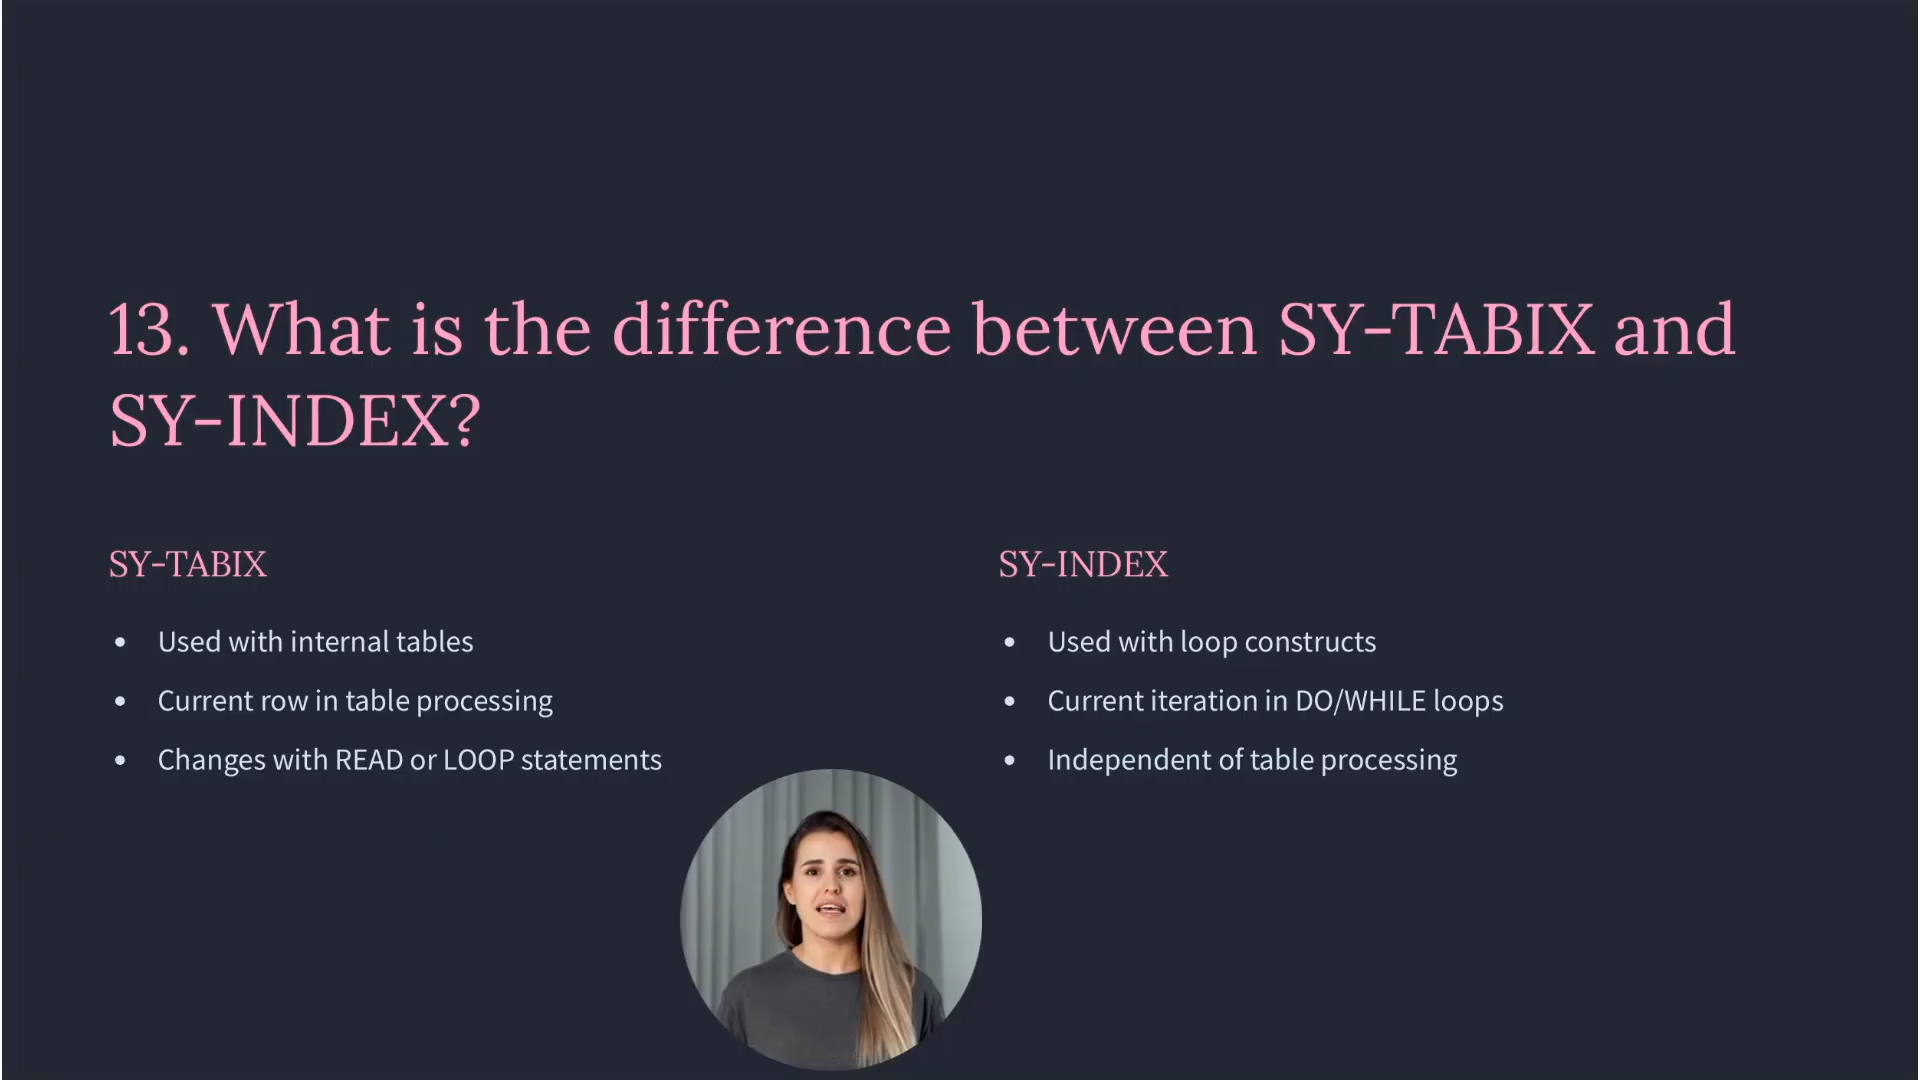 13. What is the difference between SY-TABIX and
SY-INDEX?
SY-TABIX
• Used with internal tables
• Current row in table processing
• Changes with READ or LOOP statements
SY-INDEX
• Used with loop constructs
• Current iteration in DO/WHILE loops
• Independent of table processing